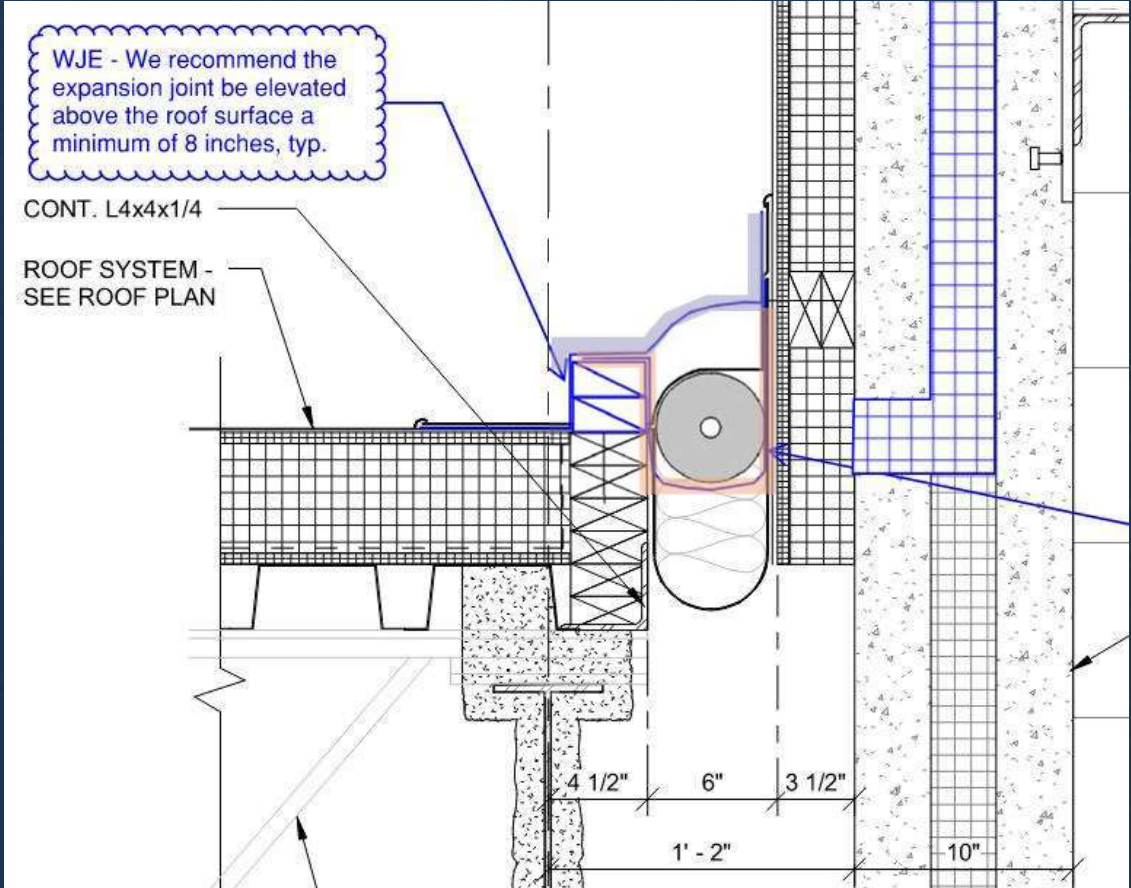 WJE - We recommend the
expansion joint be elevated
above the roof surface a
minimum of 8 inches, typ.
CONT. L4x4x1/4
ROOF SYSTEM -
SEE ROOF PLAN
4 1/2" 6" 3 1/2"
1' - 2" 10"